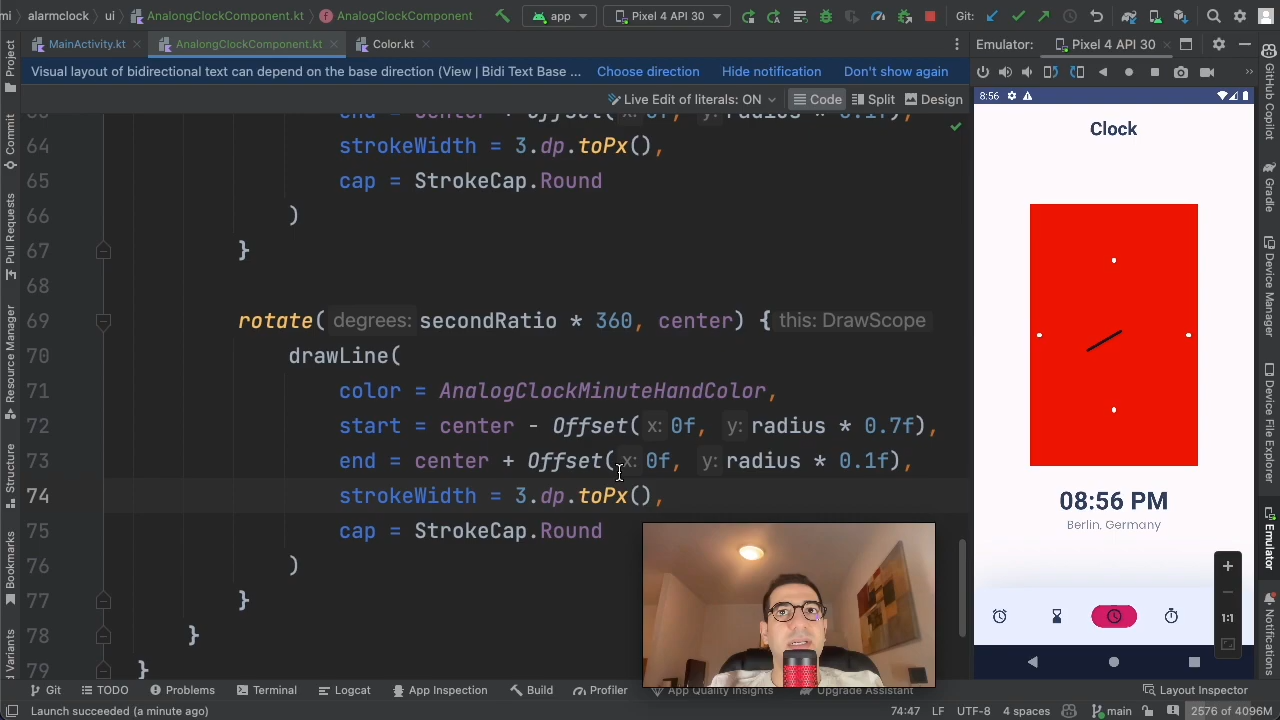 mi
alarmclock
ui
AnalongClockComponent.kt
AnalogClockComponent
app
Pixel 4 API 30
Git:
MainActivity.kt
AnalongClockComponent.kt
Color.kt
Emulator:
Pixel 4 API 30
Visual layout of bidirectional text can depend on the base direction (View | Bidi Text Base ...
Choose direction
Hide notification
Don't show again
Live Edit of literals: ON
Code
Split
Design
64 strokeWidth = 3.dp.toPx(),
65 cap = StrokeCap.Round
66 )
67 }
68
69 rotate( degrees: secondRatio * 360, center) { this: DrawScope
70 drawLine(
71 color = AnalogClockMinuteHandColor,
72 start = center - Offset( x: 0f, y: radius * 0.7f),
73 end = center + Offset( x: 0f, y: radius * 0.1f),
74 strokeWidth = 3.dp.toPx(),
75 cap = StrokeCap.Round
76 )
77 }
78 }
79 }
8:56
Clock
08:56 PM
Berlin, Germany
1:1
Project
Commit
Pull Requests
Resource Manager
Structure
Bookmarks
Variants
GitHub Copilot
Gradle
Device Manager
Device File Explorer
Emulator
Notifications
Git
TODO
Problems
Terminal
Logcat
App Inspection
Build
Profiler
App Quality Insights
Upgrade Assistant
Layout Inspector
Launch succeeded (a minute ago)
74:47
LF
UTF-8
4 spaces
main
2576 of 4096M